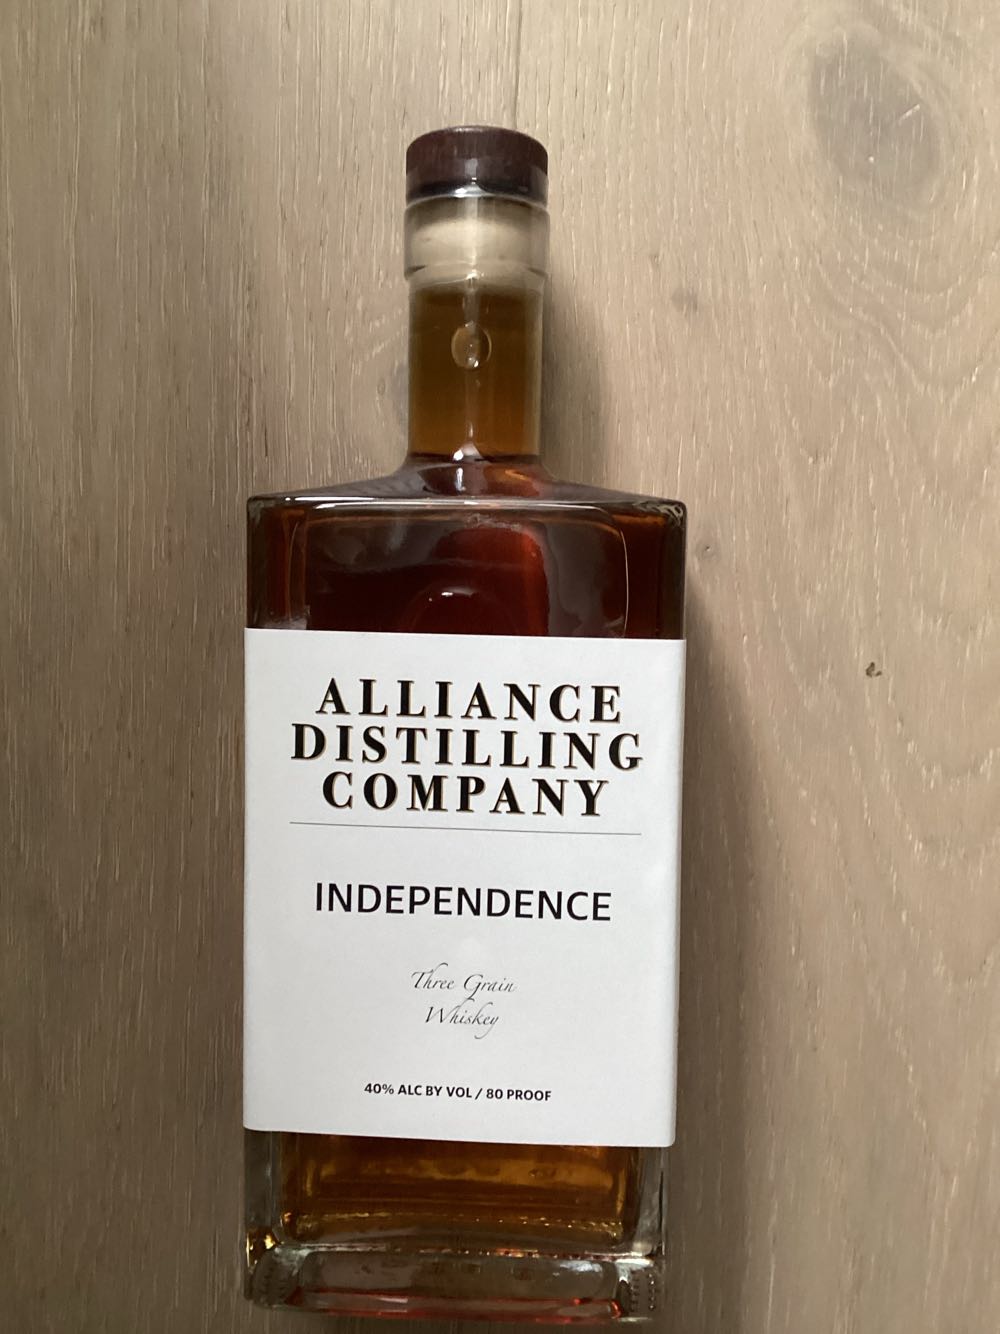 ALLIANCE
DISTILLING
COMPANY
INDEPENDENCE
Three Grain
Whiskey
40% ALC BY VOL / 80 PROOF